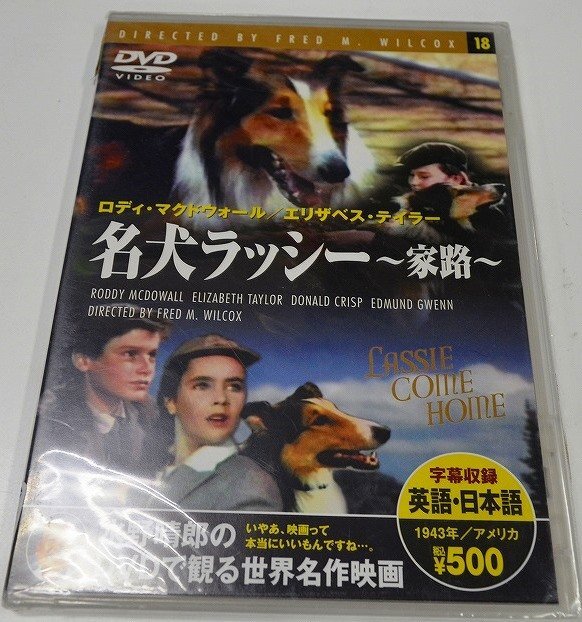 DIRECTED BY FRED M. WILCOX 18
DVD
VIDEO
ロディ・マクドウォール／エリザベス・テイラー
名犬ラッシー～家路～
RODDY MCDOWALL ELIZABETH TAYLOR DONALD CRISP EDMUND GWENN
DIRECTED BY FRED M. WILCOX
LASSIE
COME
HOME
字幕収録
英語・日本語
1943年／アメリカ
税込
¥500
野晴郎の
いやあ、映画って
本当にいいもんですね…。
で観る世界名作映画